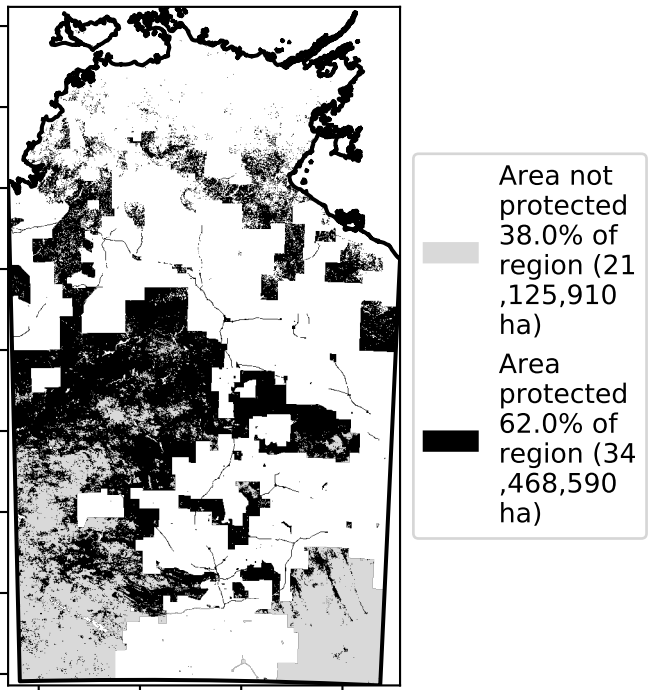 Area not
protected
38.0% of
region (21
,125,910
ha)
Area
protected
62.0% of
region (34
,468,590
ha)